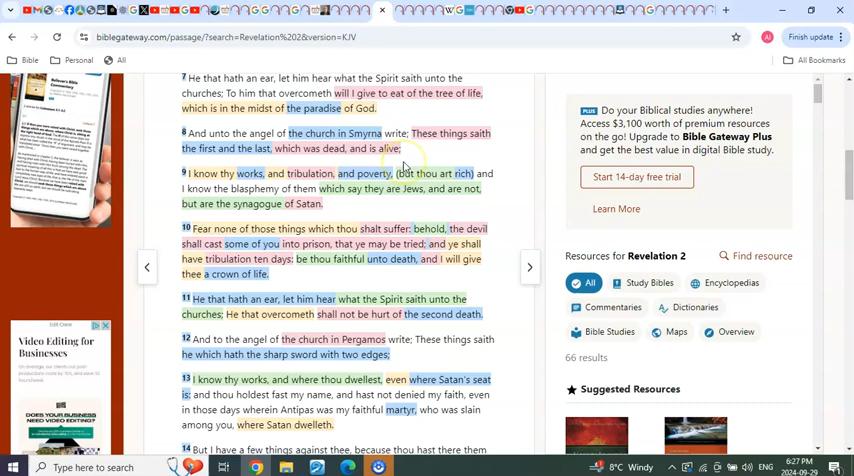 biblegateway.com/passage/?search=Revelation%202&version=KJV
AI
Finish update
Bible
Personal
All
All Bookmarks
7 He that hath an ear, let him hear what the Spirit saith unto the
churches; To him that overcometh will I give to eat of the tree of life,
which is in the midst of the paradise of God.
8 And unto the angel of the church in Smyrna write; These things saith
the first and the last, which was dead, and is alive;
9 I know thy works, and tribulation, and poverty, (but thou art rich) and
I know the blasphemy of them which say they are Jews, and are not,
but are the synagogue of Satan.
10 Fear none of those things which thou shalt suffer: behold, the devil
shall cast some of you into prison, that ye may be tried; and ye shall
have tribulation ten days: be thou faithful unto death, and I will give
thee a crown of life.
11 He that hath an ear, let him hear what the Spirit saith unto the
churches; He that overcometh shall not be hurt of the second death.
12 And to the angel of the church in Pergamos write; These things saith
he which hath the sharp sword with two edges;
13 I know thy works, and where thou dwellest, even where Satan's seat
is: and thou holdest fast my name, and hast not denied my faith, even
in those days wherein Antipas was my faithful martyr, who was slain
among you, where Satan dwelleth.
14 But I have a few things against thee, because thou hast there them
PLUS Do your Biblical studies anywhere!
Access $3,100 worth of premium resources
on the go! Upgrade to Bible Gateway Plus
and get the best value in digital Bible study.
Start 14-day free trial
Learn More
Resources for Revelation 2
Find resource
All
Study Bibles
Encyclopedias
Commentaries
Dictionaries
Bible Studies
Maps
Overview
66 results
Suggested Resources
Video Editing for
Businesses
Type here to search
8°C Windy
ENG
6:27 PM
2024-09-29